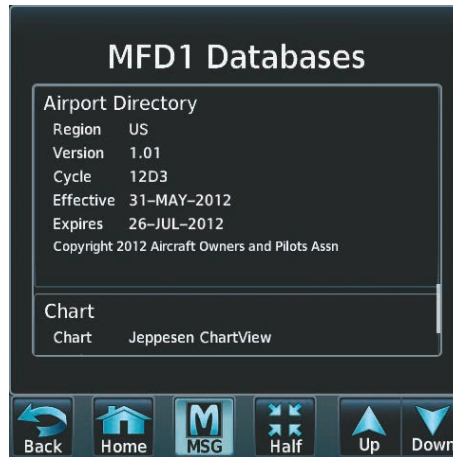 MFD1 Databases
Airport Directory
Region US
Version 1.01
Cycle 12D3
Effective 31–MAY–2012
Expires 26–JUL–2012
Copyright 2012 Aircraft Owners and Pilots Assn
Chart
Chart Jeppesen ChartView
Back Home MSG Half Up Down